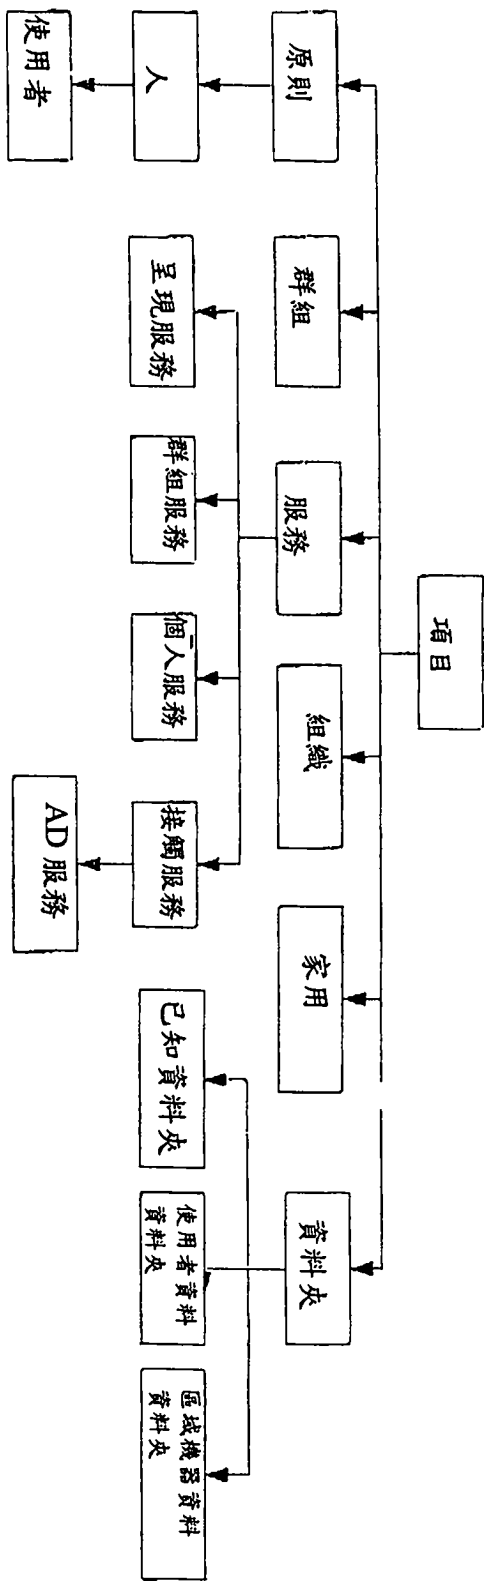 項目
原則
群組
服務
組織
家用
資料夾
人
呈現服務
群組服務
個人服務
接觸服務
已知資料夾
使用者資料
資料夾
區域機器資料
資料夾
使用者
AD服務